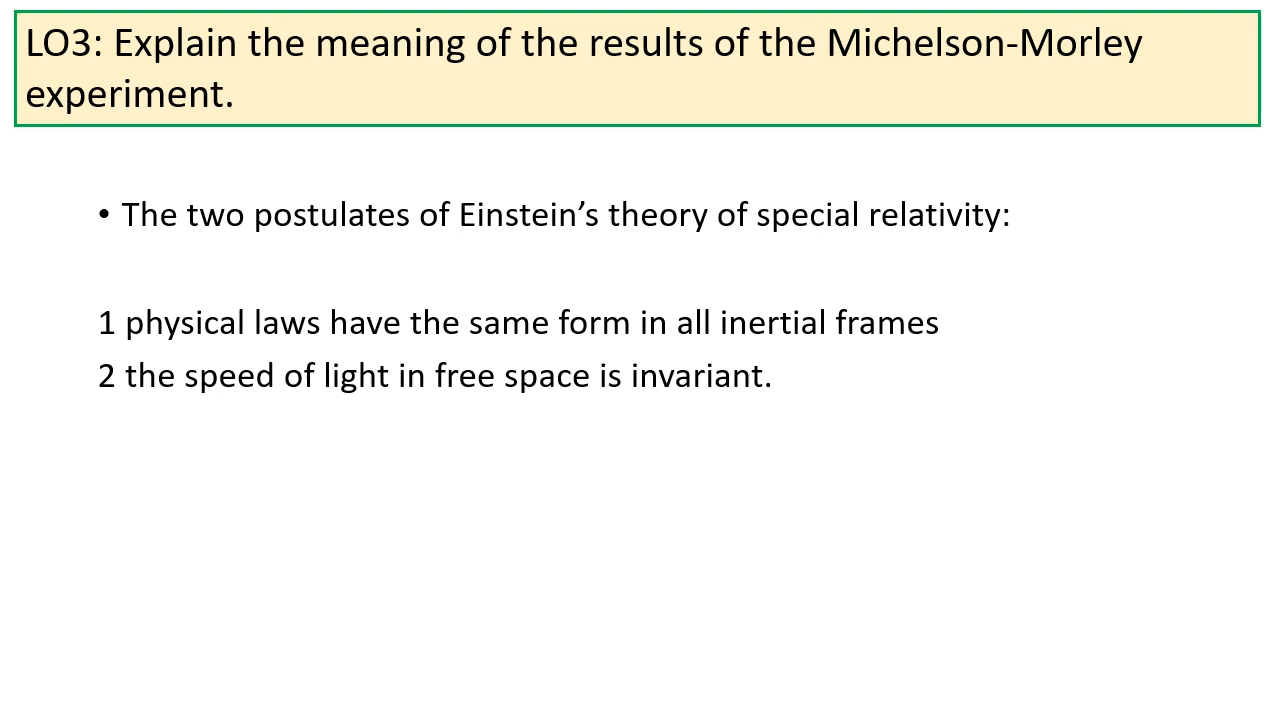 LO3: Explain the meaning of the results of the Michelson-Morley
experiment.
• The two postulates of Einstein’s theory of special relativity:
1 physical laws have the same form in all inertial frames
2 the speed of light in free space is invariant.